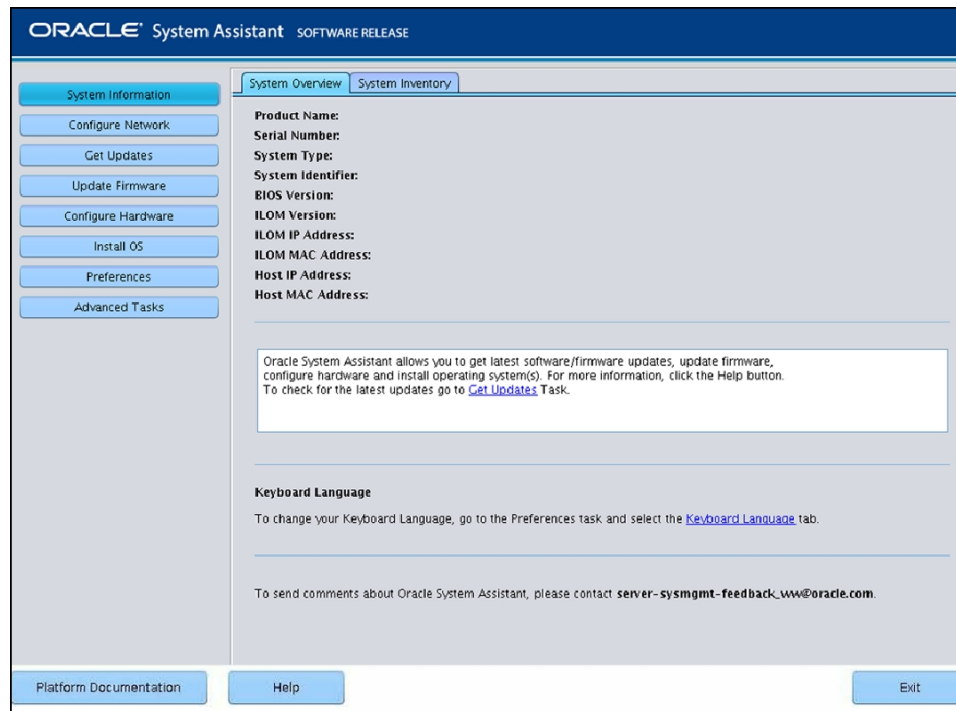 ORACLE® System Assistant SOFTWARE RELEASE
System Information
Configure Network
Get Updates
Update Firmware
Configure Hardware
Install OS
Preferences
Advanced Tasks
System Overview
System Inventory
Product Name:
Serial Number:
System Type:
System Identifier:
BIOS Version:
ILOM Version:
ILOM IP Address:
ILOM MAC Address:
Host IP Address:
Host MAC Address:
Oracle System Assistant allows you to get latest software/firmware updates, update firmware,
configure hardware and install operating system(s). For more information, click the Help button.
To check for the latest updates go to Get Updates Task.
Keyboard Language
To change your Keyboard Language, go to the Preferences task and select the Keyboard Language tab.
To send comments about Oracle System Assistant, please contact server-sysmgmt-feedback_ww@oracle.com.
Platform Documentation
Help
Exit